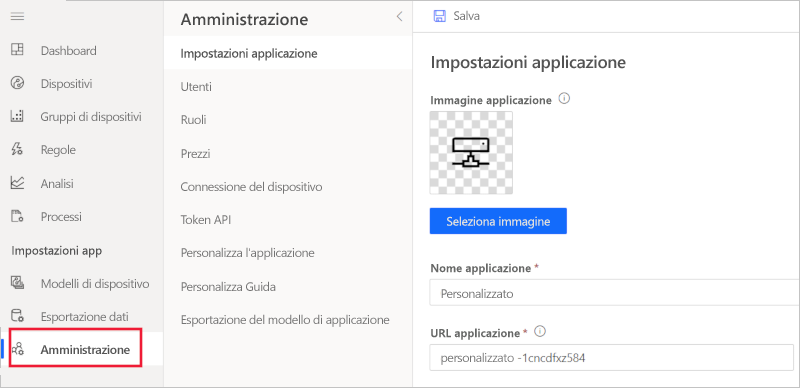 Dashboard
Dispositivi
Gruppi di dispositivi
Regole
Analisi
Processi
Impostazioni app
Modelli di dispositivo
Esportazione dati
Amministrazione
Amministrazione
Impostazioni applicazione
Utenti
Ruoli
Prezzi
Connessione del dispositivo
Token API
Personalizza l'applicazione
Personalizza Guida
Esportazione del modello di applicazione
Salva
Impostazioni applicazione
Immagine applicazione
Seleziona immagine
Nome applicazione *
Personalizzato
URL applicazione *
personalizzato -1cncdfxz584